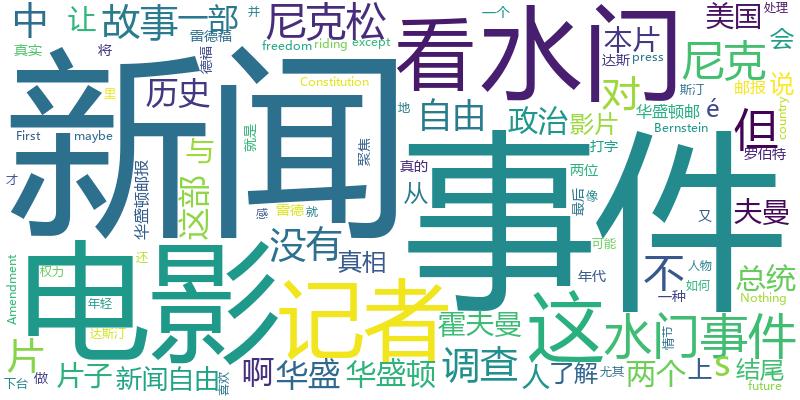 中 让 故事 一部 并 尼克松 看 水门 一个 美国 处理
雷德福 德福 freedom riding except 本片 会
真实 将 达斯 press 尼克 说
新闻 历史 斯汀 邮报
里 自由 政治 影片 对 华盛顿邮 é 但
First maybe Constitution 就是 聚焦 地 Bernstein country
与 打字 罗伯特
这部 真的 两位
才 华盛顿邮报 从 事件 最后 像 夫曼
感 雷德 就 又
没有 真相 不 人物 总统
电影 还 可能
Amendment 权力 年代 如何
年轻 记者 一种 Nothing
达斯汀 霍夫曼 这 水门事件
片 情节
下台 做 片子 新闻自由 喜欢 啊 华盛 华盛顿 调查 人 了解 尤其 两个 上 s 结尾
future